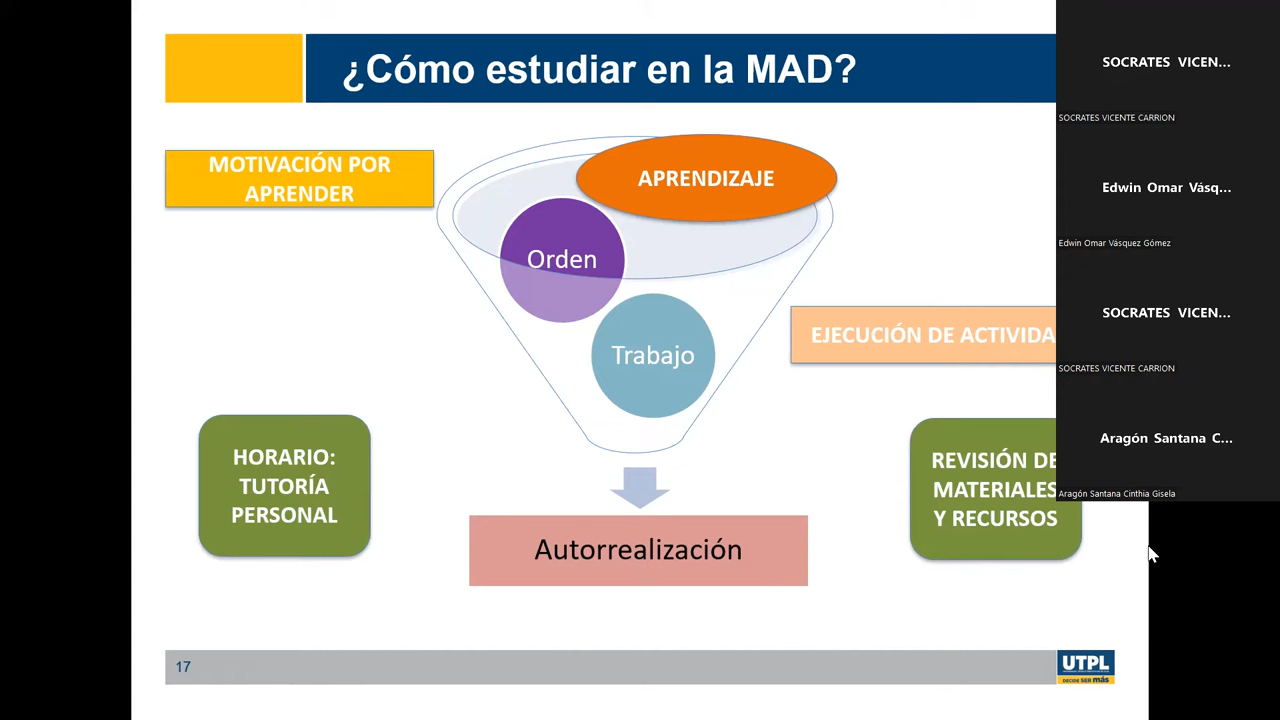 ¿Cómo estudiar en la MAD?
MOTIVACIÓN POR
APRENDER
APRENDIZAJE
Orden
Trabajo
EJECUCIÓN DE ACTIVIDA
HORARIO:
TUTORÍA
PERSONAL
REVISIÓN DE
MATERIALES
Y RECURSOS
Autorrealización
17
UTPL
DECIDE SER más
SOCRATES VICEN...
SOCRATES VICENTE CARRION
Edwin Omar Vásq...
Edwin Omar Vásquez Gómez
SOCRATES VICEN...
SOCRATES VICENTE CARRION
Aragón Santana C...
Aragón Santana Cinthia Gisela